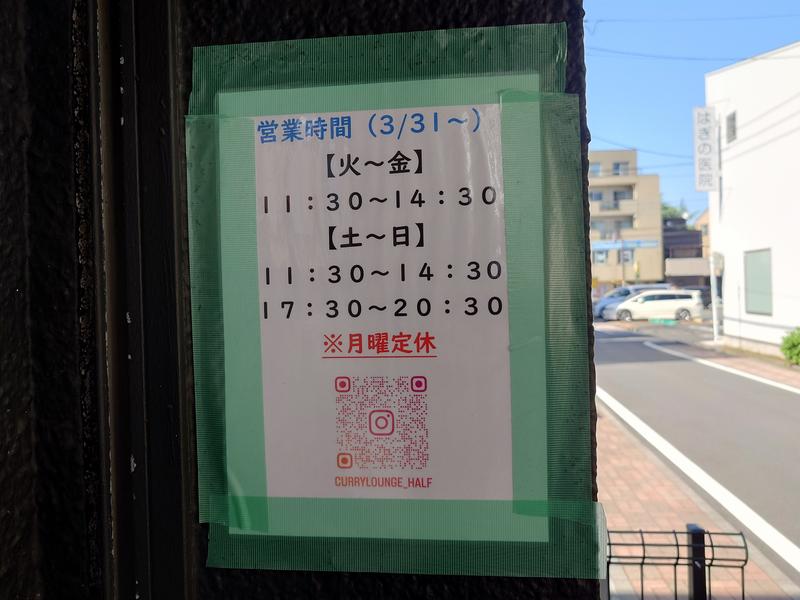 営業時間（3/31～）
【火～金】
11：30～14：30
【土～日】
11：30～14：30
17：30～20：30
※月曜定休
CURRYLOUNGE_HALF
はぎの医院